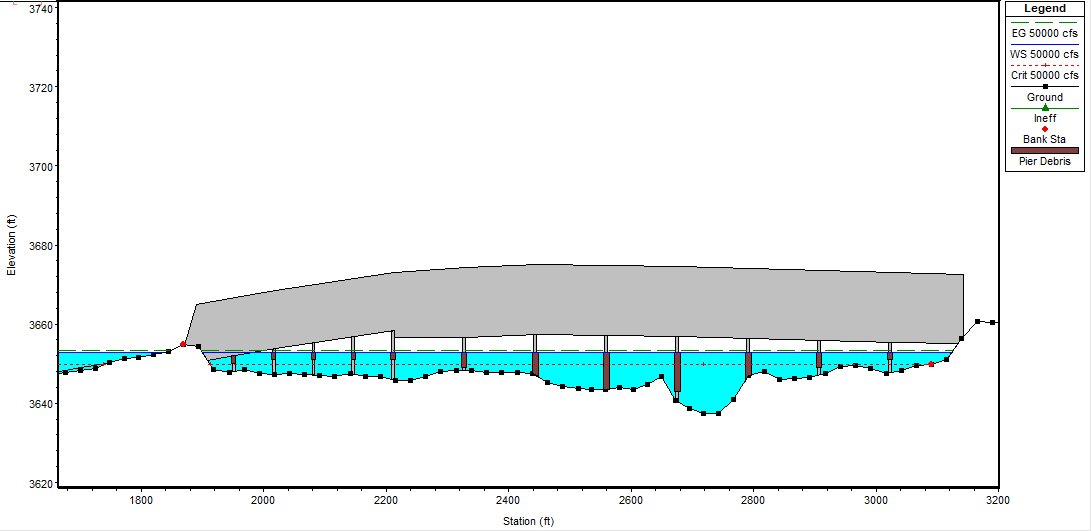 3740
3720
3700
3680
3660
3640
3620
Elevation (ft)
1800
2000
2200
2400
2600
2800
3000
3200
Station (ft)
Legend
EG 50000 cfs
WS 50000 cfs
Crit 50000 cfs
Ground
Ineff
Bank Sta
Pier Debris